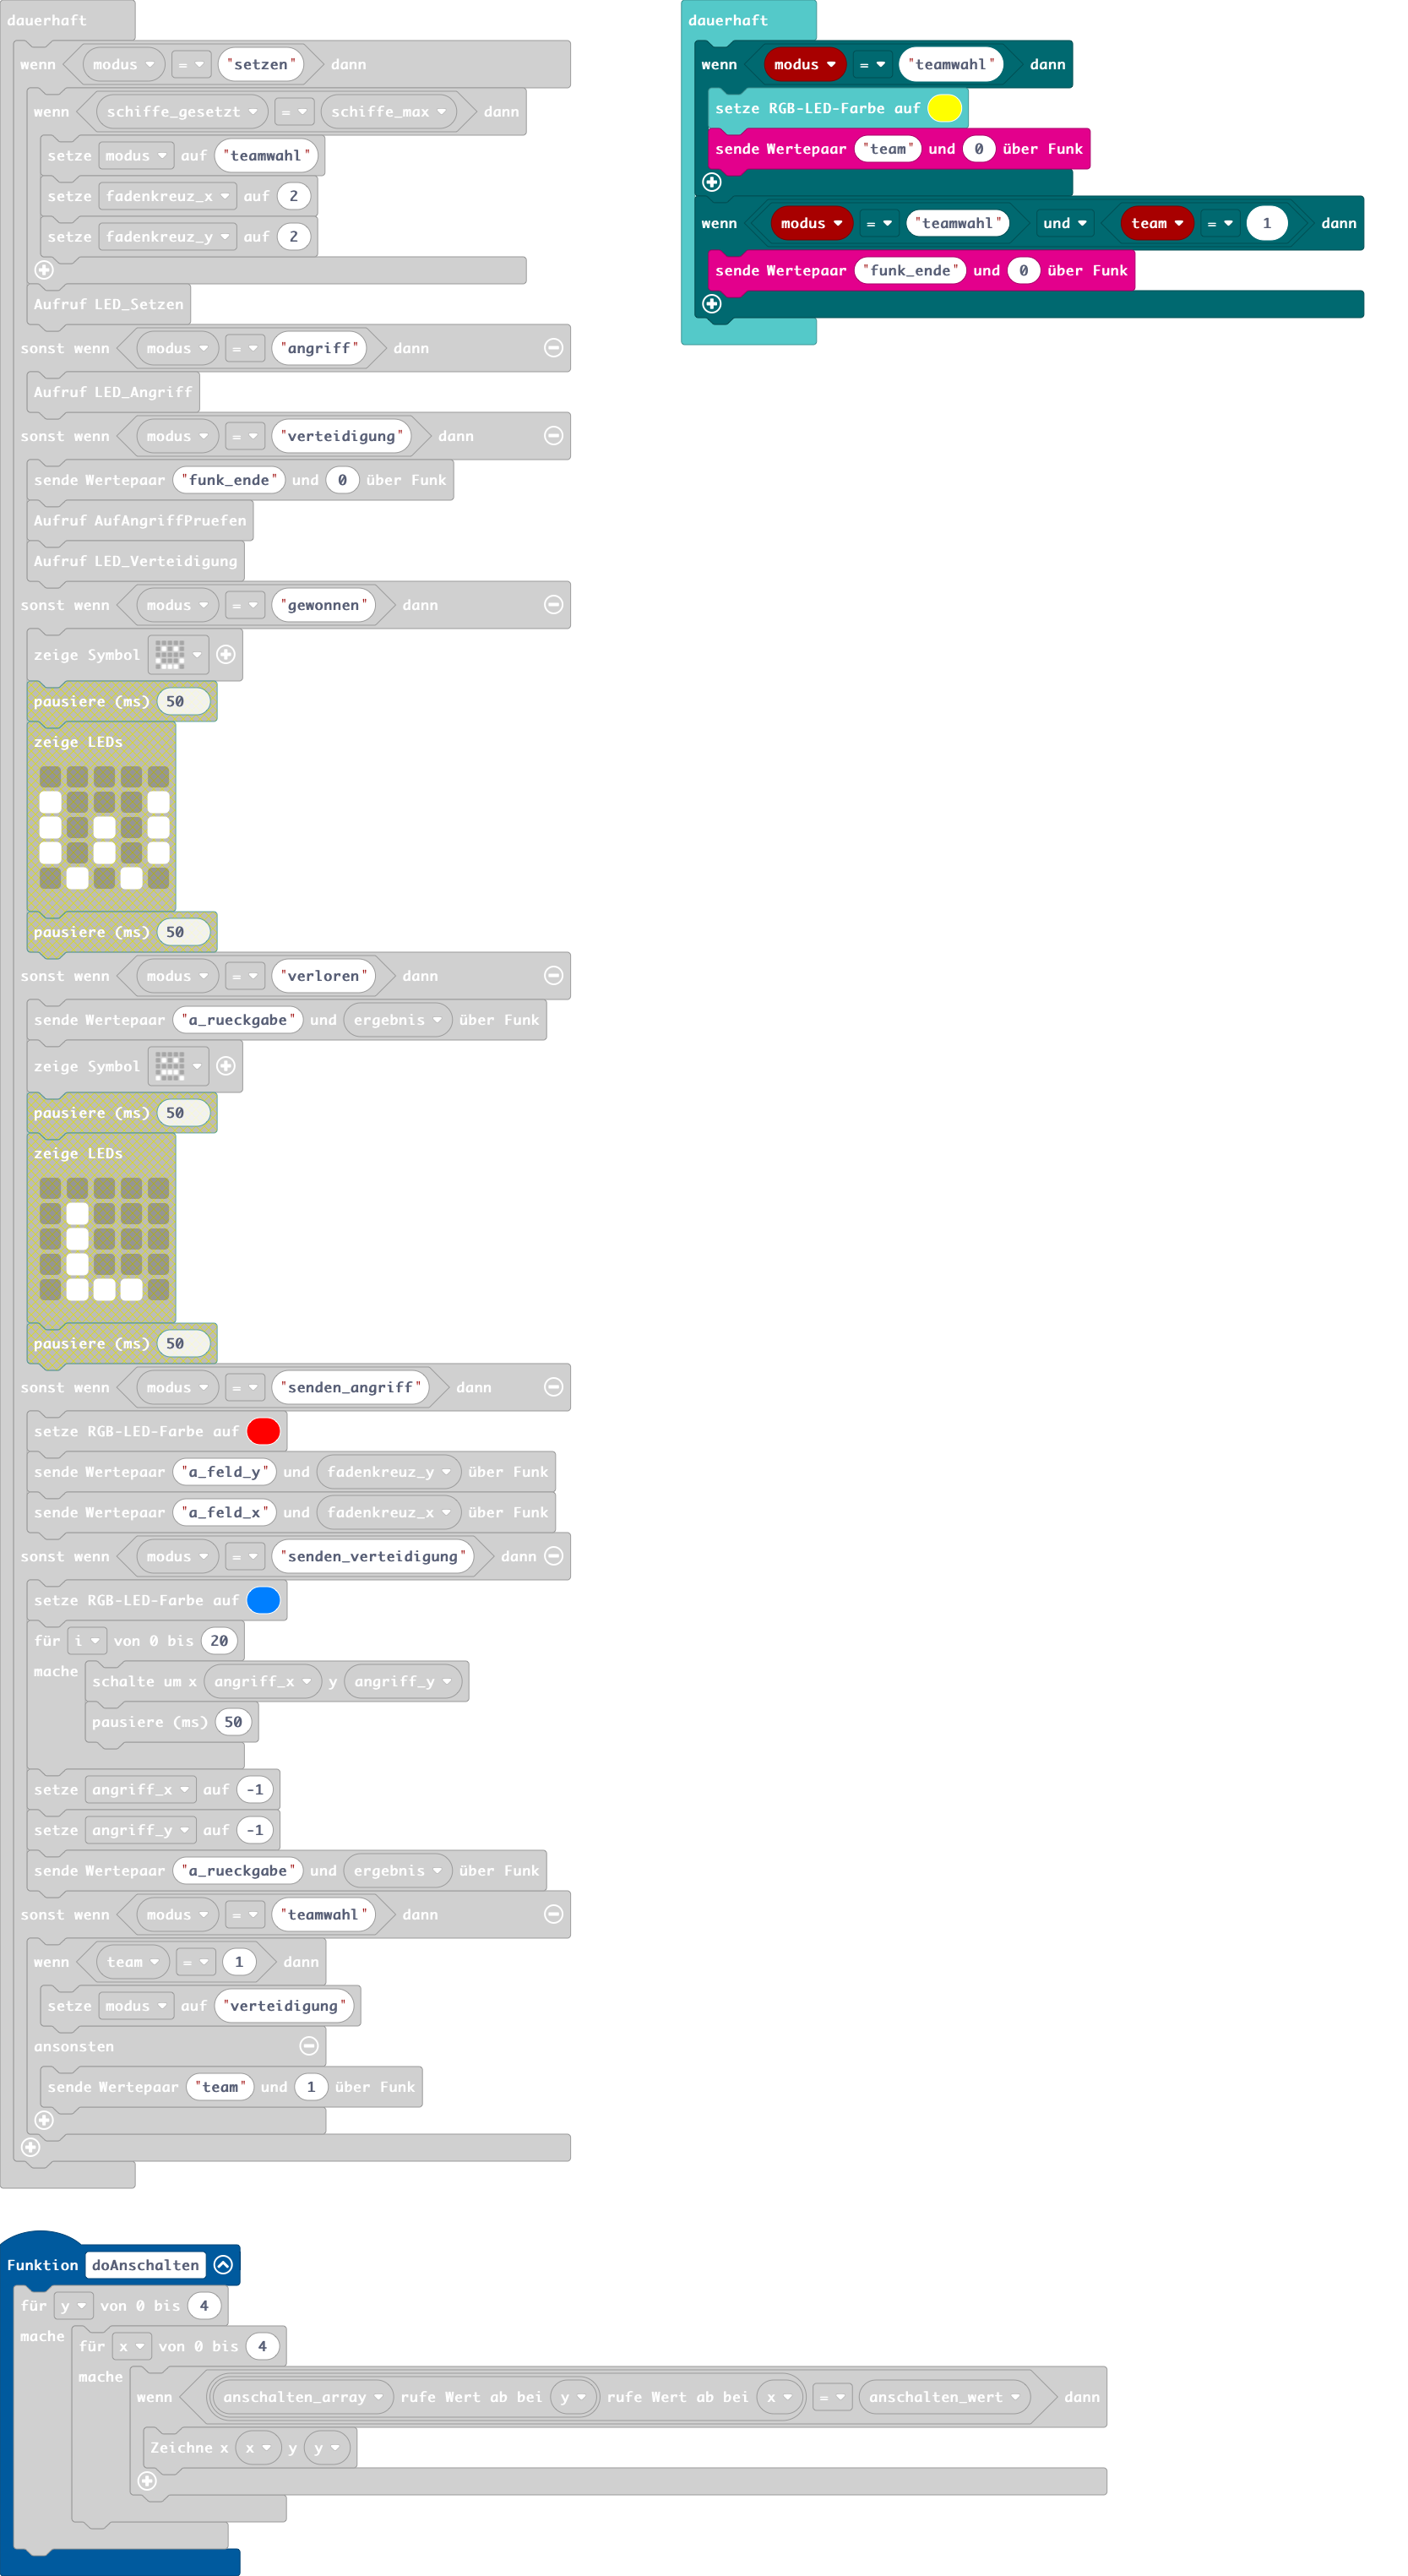 dauerhaft
wenn modus = "setzen" dann
wenn schiffe_gesetzt = schiffe_max dann
setze modus auf "teamwahl"
setze fadenkreuz_x auf 2
setze fadenkreuz_y auf 2
Aufruf LED_Setzen
sonst wenn modus = "angriff" dann
Aufruf LED_Angriff
sonst wenn modus = "verteidigung" dann
sende Wertepaar "funk_ende" und 0 über Funk
Aufruf AufAngriffPruefen
Aufruf LED_Verteidigung
sonst wenn modus = "gewonnen" dann
zeige Symbol
pausiere (ms) 50
zeige LEDs
pausiere (ms) 50
sonst wenn modus = "verloren" dann
sende Wertepaar "a_rueckgabe" und ergebnis über Funk
zeige Symbol
pausiere (ms) 50
zeige LEDs
pausiere (ms) 50
sonst wenn modus = "senden_angriff" dann
setze RGB-LED-Farbe auf
sende Wertepaar "a_feld_y" und fadenkreuz_y über Funk
sende Wertepaar "a_feld_x" und fadenkreuz_x über Funk
sonst wenn modus = "senden_verteidigung" dann
setze RGB-LED-Farbe auf
für i von 0 bis 20
mache
schalte um x angriff_x y angriff_y
pausiere (ms) 50
setze angriff_x auf -1
setze angriff_y auf -1
sende Wertepaar "a_rueckgabe" und ergebnis über Funk
sonst wenn modus = "teamwahl" dann
wenn team = 1 dann
setze modus auf "verteidigung"
ansonsten
sende Wertepaar "team" und 1 über Funk
dauerhaft
wenn modus = "teamwahl" dann
setze RGB-LED-Farbe auf
sende Wertepaar "team" und 0 über Funk
wenn modus = "teamwahl" und team = 1 dann
sende Wertepaar "funk_ende" und 0 über Funk
Funktion doAnschalten
für y von 0 bis 4
mache
für x von 0 bis 4
mache
wenn anschalten_array rufe Wert ab bei y rufe Wert ab bei x = anschalten_wert dann
Zeichne x x y y